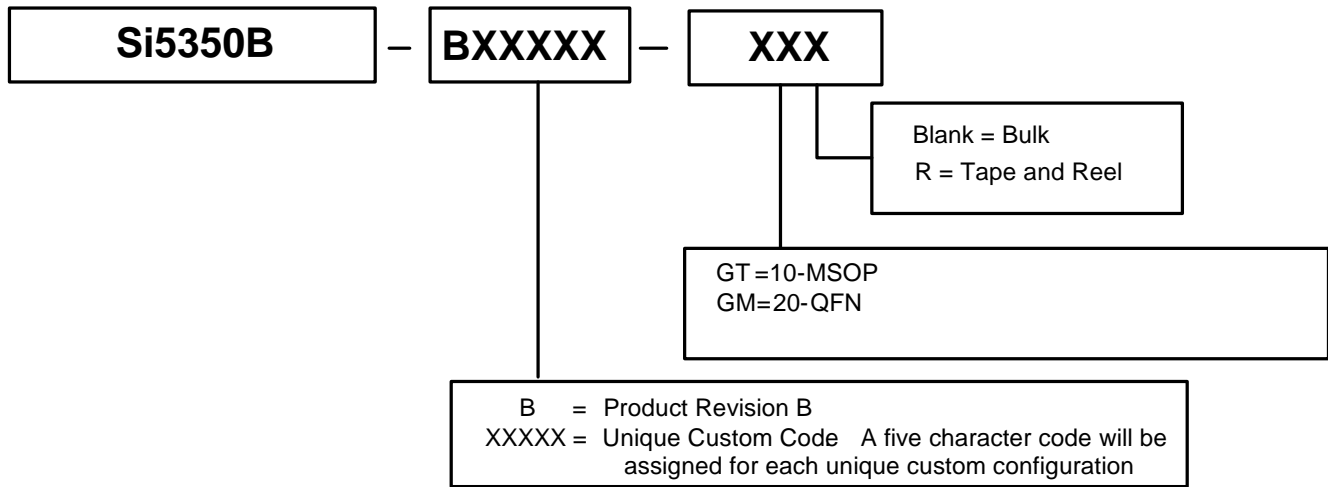 Si5350B – BXXXXX – XXX
Blank = Bulk
R = Tape and Reel
GT=10-MSOP
GM=20-QFN
B = Product Revision B
XXXXX = Unique Custom Code A five character code will be
assigned for each unique custom configuration